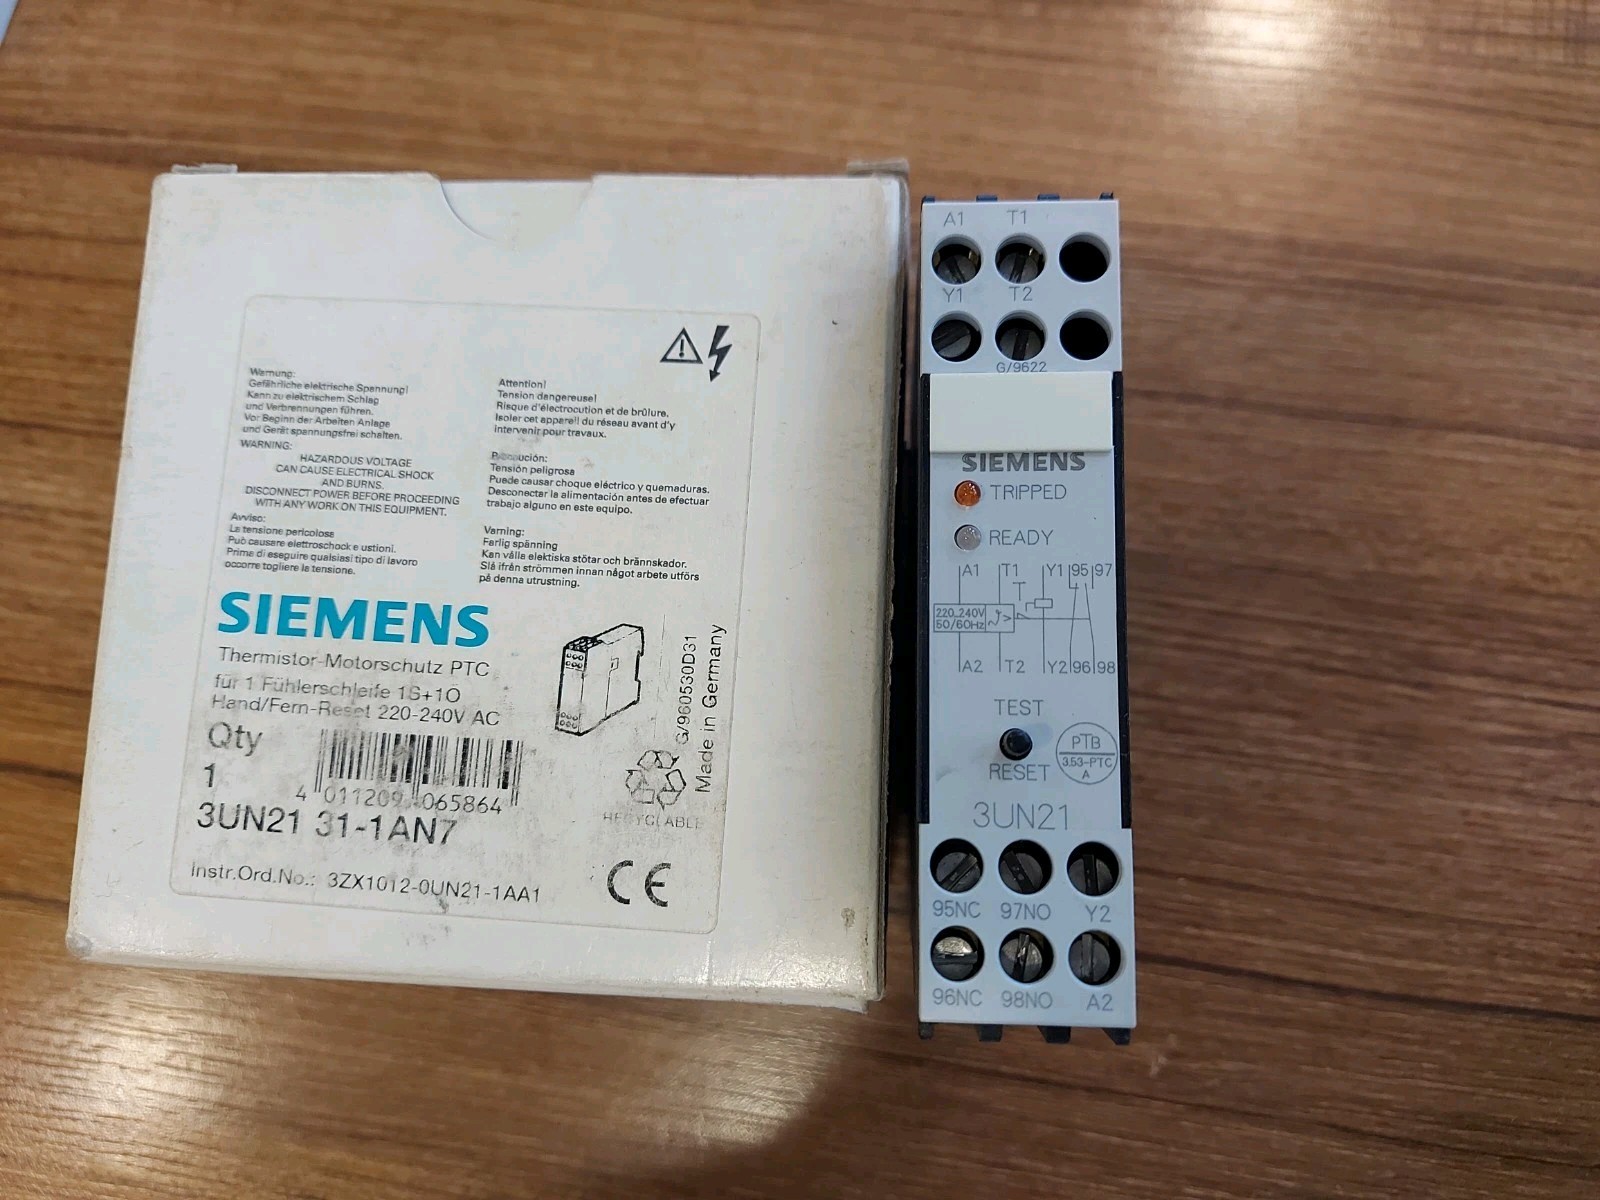 Warnung:
Gefährliche elektrische Spannung!
Kann zu elektrischem Schlag
und Verbrennungen führen.
Vor Beginn der Arbeiten Anlage
und Gerät spannungsfrei schalten.
WARNING:
HAZARDOUS VOLTAGE
CAN CAUSE ELECTRICAL SHOCK
AND BURNS.
DISCONNECT POWER BEFORE PROCEEDING
WITH ANY WORK ON THIS EQUIPMENT.
Avviso:
La tensione pericolosa
Può causare elettroschock e ustioni.
Prima di eseguire qualsiasi tipo di lavoro
occorre togliere la tensione.
Attention!
Tension dangereuse!
Risque d'électrocution et de brûlure.
Isoler cet appareil du réseau avant d'y
intervenir pour travaux.
Precaución:
Tensión peligrosa
Puede causar choque eléctrico y quemaduras.
Desconectar la alimentación antes de efectuar
trabajo alguno en este equipo.
Varning:
Farlig spänning
Kan vålla elektiska stötar och brännskador.
Slå ifrån strömmen innan något arbete utförs
på denna utrustning.
SIEMENS
Thermistor-Motorschutz PTC
für 1 Fühlerschleife 1S+1O
Hand/Fern-Reset 220-240V AC
Qty
1
4 011209 065864
3UN21 31-1AN7
Instr.Ord.No.: 3ZX1012-0UN21-1AA1
G/960530D31
Made in Germany
RECYCLABLE
CE
A1 T1
Y1 T2
G/9622
SIEMENS
TRIPPED
READY
A1 T1 Y1 95 97
220-240V
50/60Hz
A2 T2 Y2 96 98
TEST
RESET
PTB
3.53-PTC
A
3UN21
95NC 97NO Y2
96NC 98NO A2